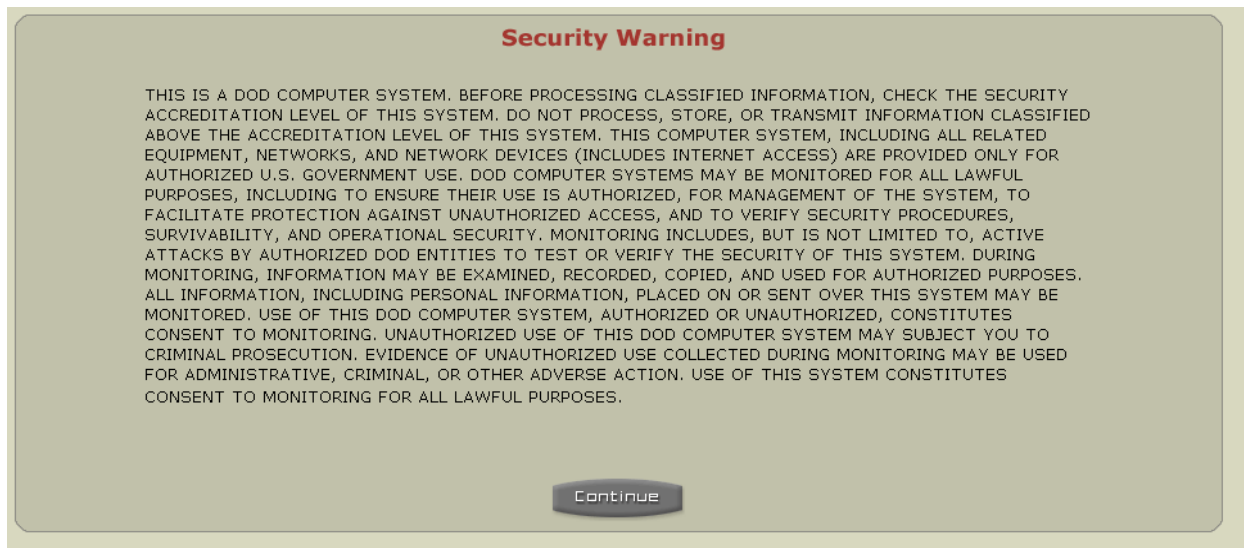 Security Warning
THIS IS A DOD COMPUTER SYSTEM. BEFORE PROCESSING CLASSIFIED INFORMATION, CHECK THE SECURITY
ACCREDITATION LEVEL OF THIS SYSTEM. DO NOT PROCESS, STORE, OR TRANSMIT INFORMATION CLASSIFIED
ABOVE THE ACCREDITATION LEVEL OF THIS SYSTEM. THIS COMPUTER SYSTEM, INCLUDING ALL RELATED
EQUIPMENT, NETWORKS, AND NETWORK DEVICES (INCLUDES INTERNET ACCESS) ARE PROVIDED ONLY FOR
AUTHORIZED U.S. GOVERNMENT USE. DOD COMPUTER SYSTEMS MAY BE MONITORED FOR ALL LAWFUL
PURPOSES, INCLUDING TO ENSURE THEIR USE IS AUTHORIZED, FOR MANAGEMENT OF THE SYSTEM, TO
FACILITATE PROTECTION AGAINST UNAUTHORIZED ACCESS, AND TO VERIFY SECURITY PROCEDURES,
SURVIVABILITY, AND OPERATIONAL SECURITY. MONITORING INCLUDES, BUT IS NOT LIMITED TO, ACTIVE
ATTACKS BY AUTHORIZED DOD ENTITIES TO TEST OR VERIFY THE SECURITY OF THIS SYSTEM. DURING
MONITORING, INFORMATION MAY BE EXAMINED, RECORDED, COPIED, AND USED FOR AUTHORIZED PURPOSES.
ALL INFORMATION, INCLUDING PERSONAL INFORMATION, PLACED ON OR SENT OVER THIS SYSTEM MAY BE
MONITORED. USE OF THIS DOD COMPUTER SYSTEM, AUTHORIZED OR UNAUTHORIZED, CONSTITUTES
CONSENT TO MONITORING. UNAUTHORIZED USE OF THIS DOD COMPUTER SYSTEM MAY SUBJECT YOU TO
CRIMINAL PROSECUTION. EVIDENCE OF UNAUTHORIZED USE COLLECTED DURING MONITORING MAY BE USED
FOR ADMINISTRATIVE, CRIMINAL, OR OTHER ADVERSE ACTION. USE OF THIS SYSTEM CONSTITUTES
CONSENT TO MONITORING FOR ALL LAWFUL PURPOSES.
Continue